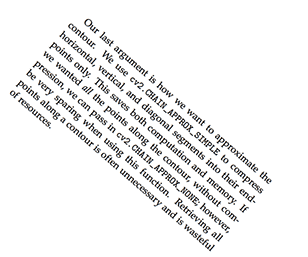 Our last argument is how we want to approximate the
contour. We use cv2.CHAIN_APPROX_SIMPLE to compress
horizontal, vertical, and diagonal segments into their end-
points only. This saves both computation and memory. If
we wanted all the points along the contour, without com-
pression, we can pass in cv2.CHAIN_APPROX_NONE; however,
be very sparing when using this function. Retrieving all
points along a contour is often unnecessary and is wasteful
of resources.